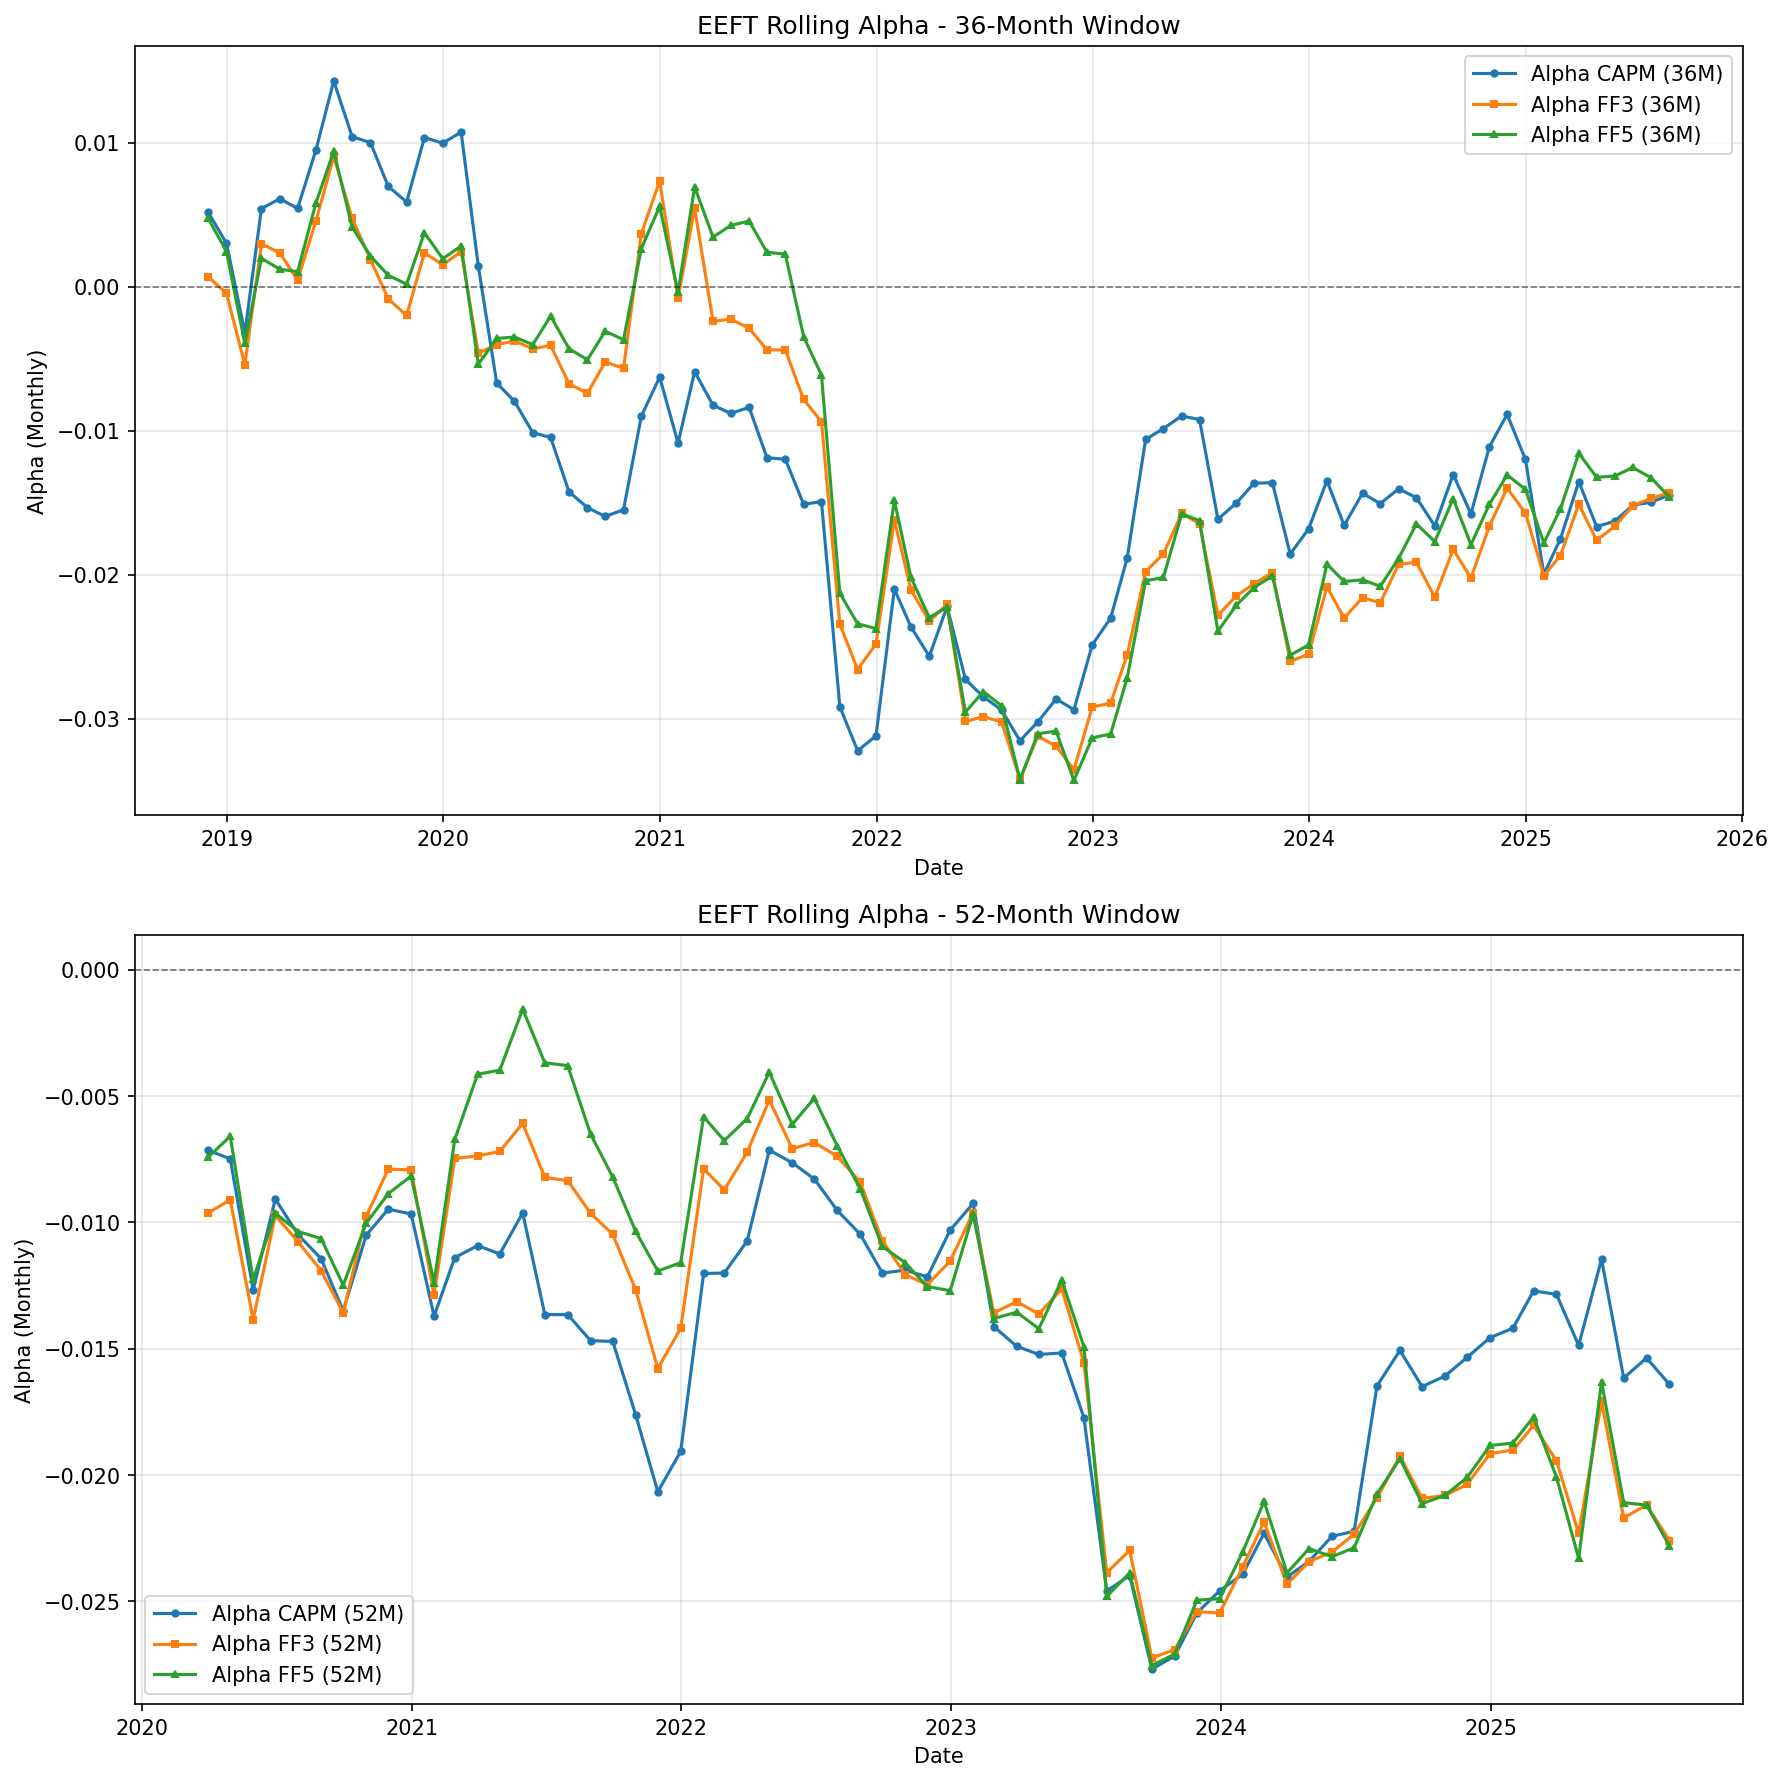 EEFT Rolling Alpha - 36-Month Window
Alpha CAPM (36M)
Alpha FF3 (36M)
Alpha FF5 (36M)
0.01
0.00
−0.01
−0.02
−0.03
Alpha (Monthly)
2019 2020 2021 2022 2023 2024 2025 2026
Date
EEFT Rolling Alpha - 52-Month Window
0.000
−0.005
−0.010
−0.015
−0.020
−0.025
Alpha (Monthly)
Alpha CAPM (52M)
Alpha FF3 (52M)
Alpha FF5 (52M)
2020 2021 2022 2023 2024 2025
Date